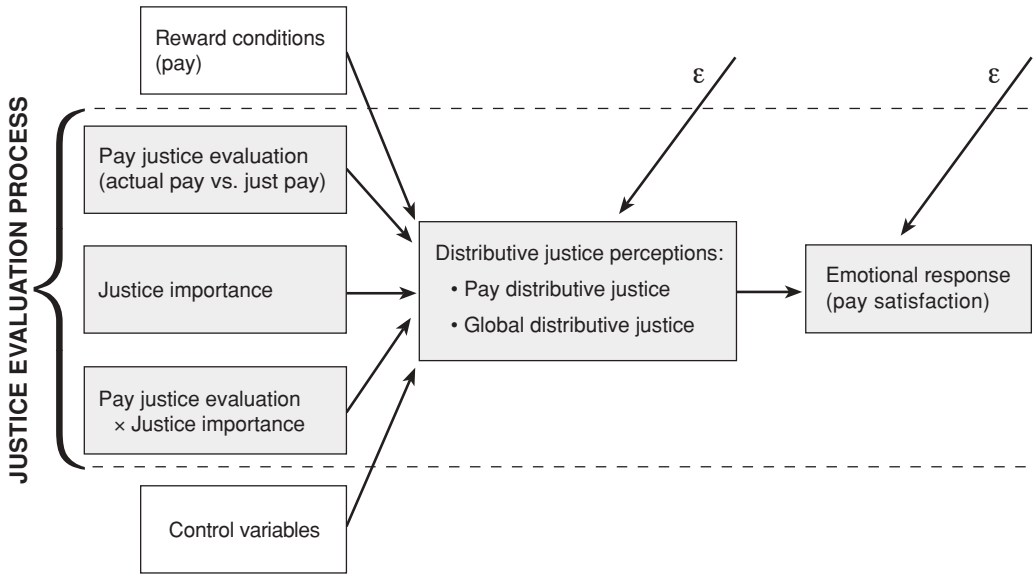 JUSTICE EVALUATION PROCESS
Reward conditions
(pay)
Pay justice evaluation
(actual pay vs. just pay)
Justice importance
Pay justice evaluation
× Justice importance
Control variables
ε
Distributive justice perceptions:
• Pay distributive justice
• Global distributive justice
ε
Emotional response
(pay satisfaction)